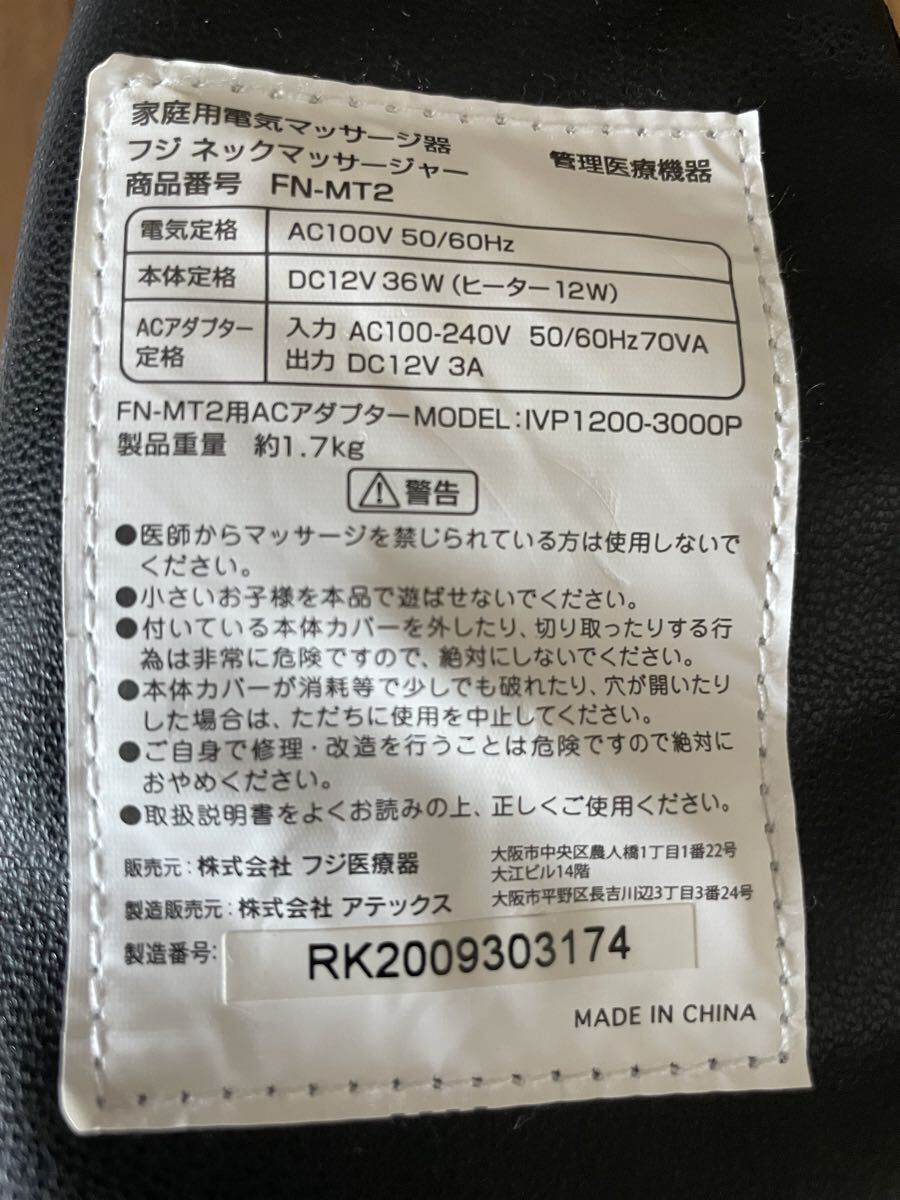 家庭用電気マッサージ器
フジ ネックマッサージャー 管理医療機器
商品番号 FN-MT2
電気定格 AC100V 50/60Hz
本体定格 DC12V 36W (ヒーター12W)
ACアダプター定格 入力 AC100-240V 50/60Hz 70VA
出力 DC12V 3A
FN-MT2用ACアダプターMODEL:IVP1200-3000P
製品重量 約1.7kg
警告
●医師からマッサージを禁じられている方は使用しないで
ください。
●小さいお子様を本品で遊ばせないでください。
●付いている本体カバーを外したり、切り取ったりする行
為は非常に危険ですので、絶対にしないでください。
●本体カバーが消耗等で少しでも破れたり、穴が開いたり
した場合は、ただちに使用を中止してください。
●ご自身で修理・改造を行うことは危険ですので絶対に
おやめください。
●取扱説明書をよくお読みの上、正しくご使用ください。
販売元:株式会社 フジ医療器 大阪市中央区農人橋1丁目1番22号
大江ビル14階
製造販売元:株式会社 アテックス 大阪市平野区長吉川辺3丁目3番24号
製造番号: RK2009303174
MADE IN CHINA